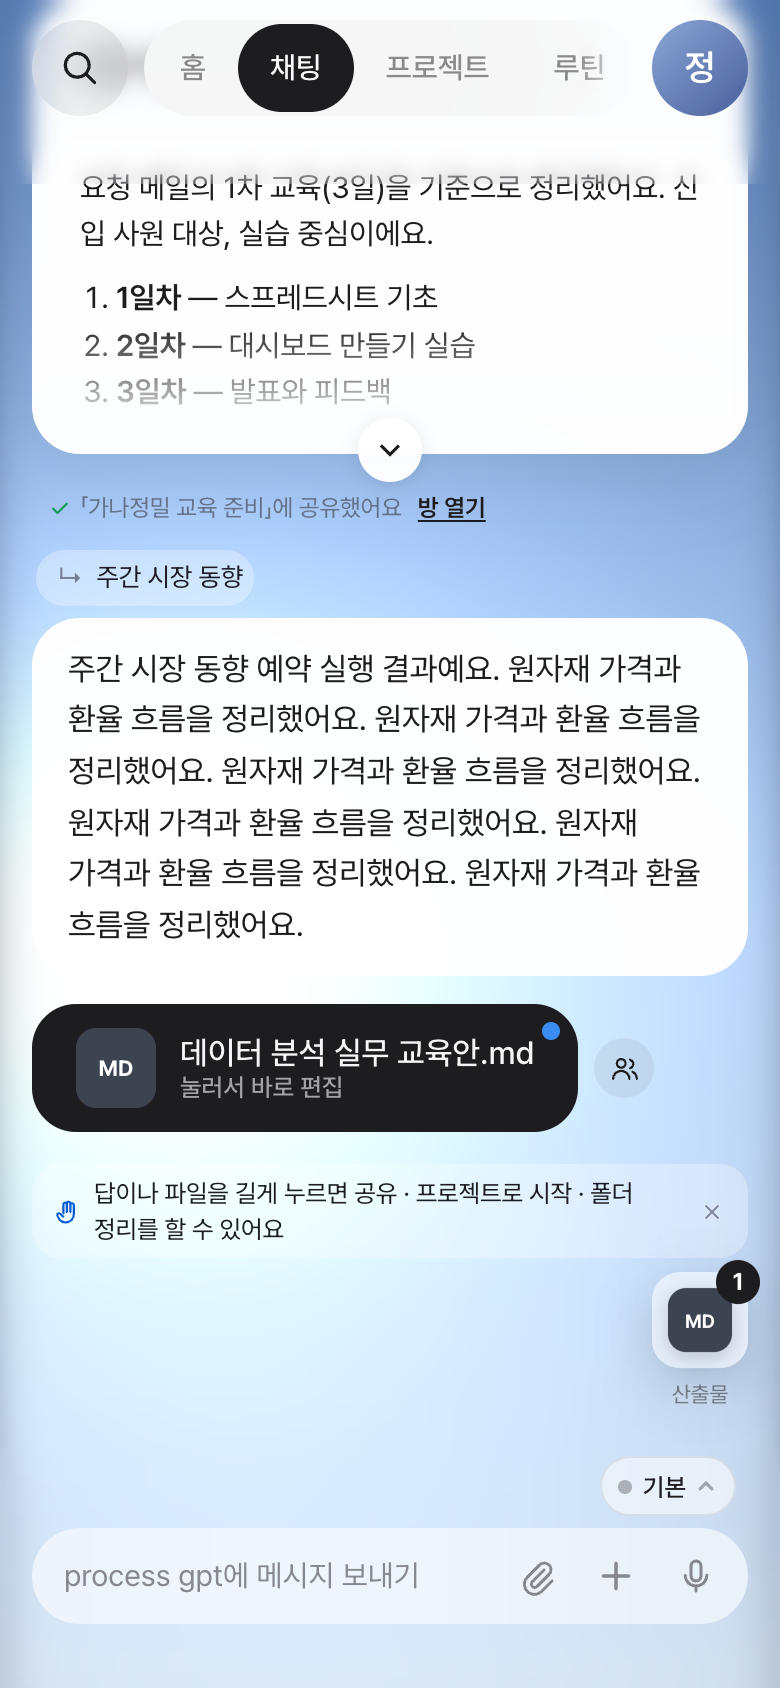 홈
채팅
프로젝트
루틴
정
요청 메일의 1차 교육(3일)을 기준으로 정리했어요. 신
입 사원 대상, 실습 중심이에요.
1. 1일차 — 스프레드시트 기초
2. 2일차 — 대시보드 만들기 실습
3. 3일차 — 발표와 피드백
「가나정밀 교육 준비」에 공유했어요 방 열기
주간 시장 동향
주간 시장 동향 예약 실행 결과예요. 원자재 가격과
환율 흐름을 정리했어요. 원자재 가격과 환율 흐름을
정리했어요. 원자재 가격과 환율 흐름을 정리했어요.
원자재 가격과 환율 흐름을 정리했어요. 원자재
가격과 환율 흐름을 정리했어요. 원자재 가격과 환율
흐름을 정리했어요.
MD
데이터 분석 실무 교육안.md
눌러서 바로 편집
답이나 파일을 길게 누르면 공유 · 프로젝트로 시작 · 폴더
정리를 할 수 있어요
1
MD
산출물
기본
process gpt에 메시지 보내기